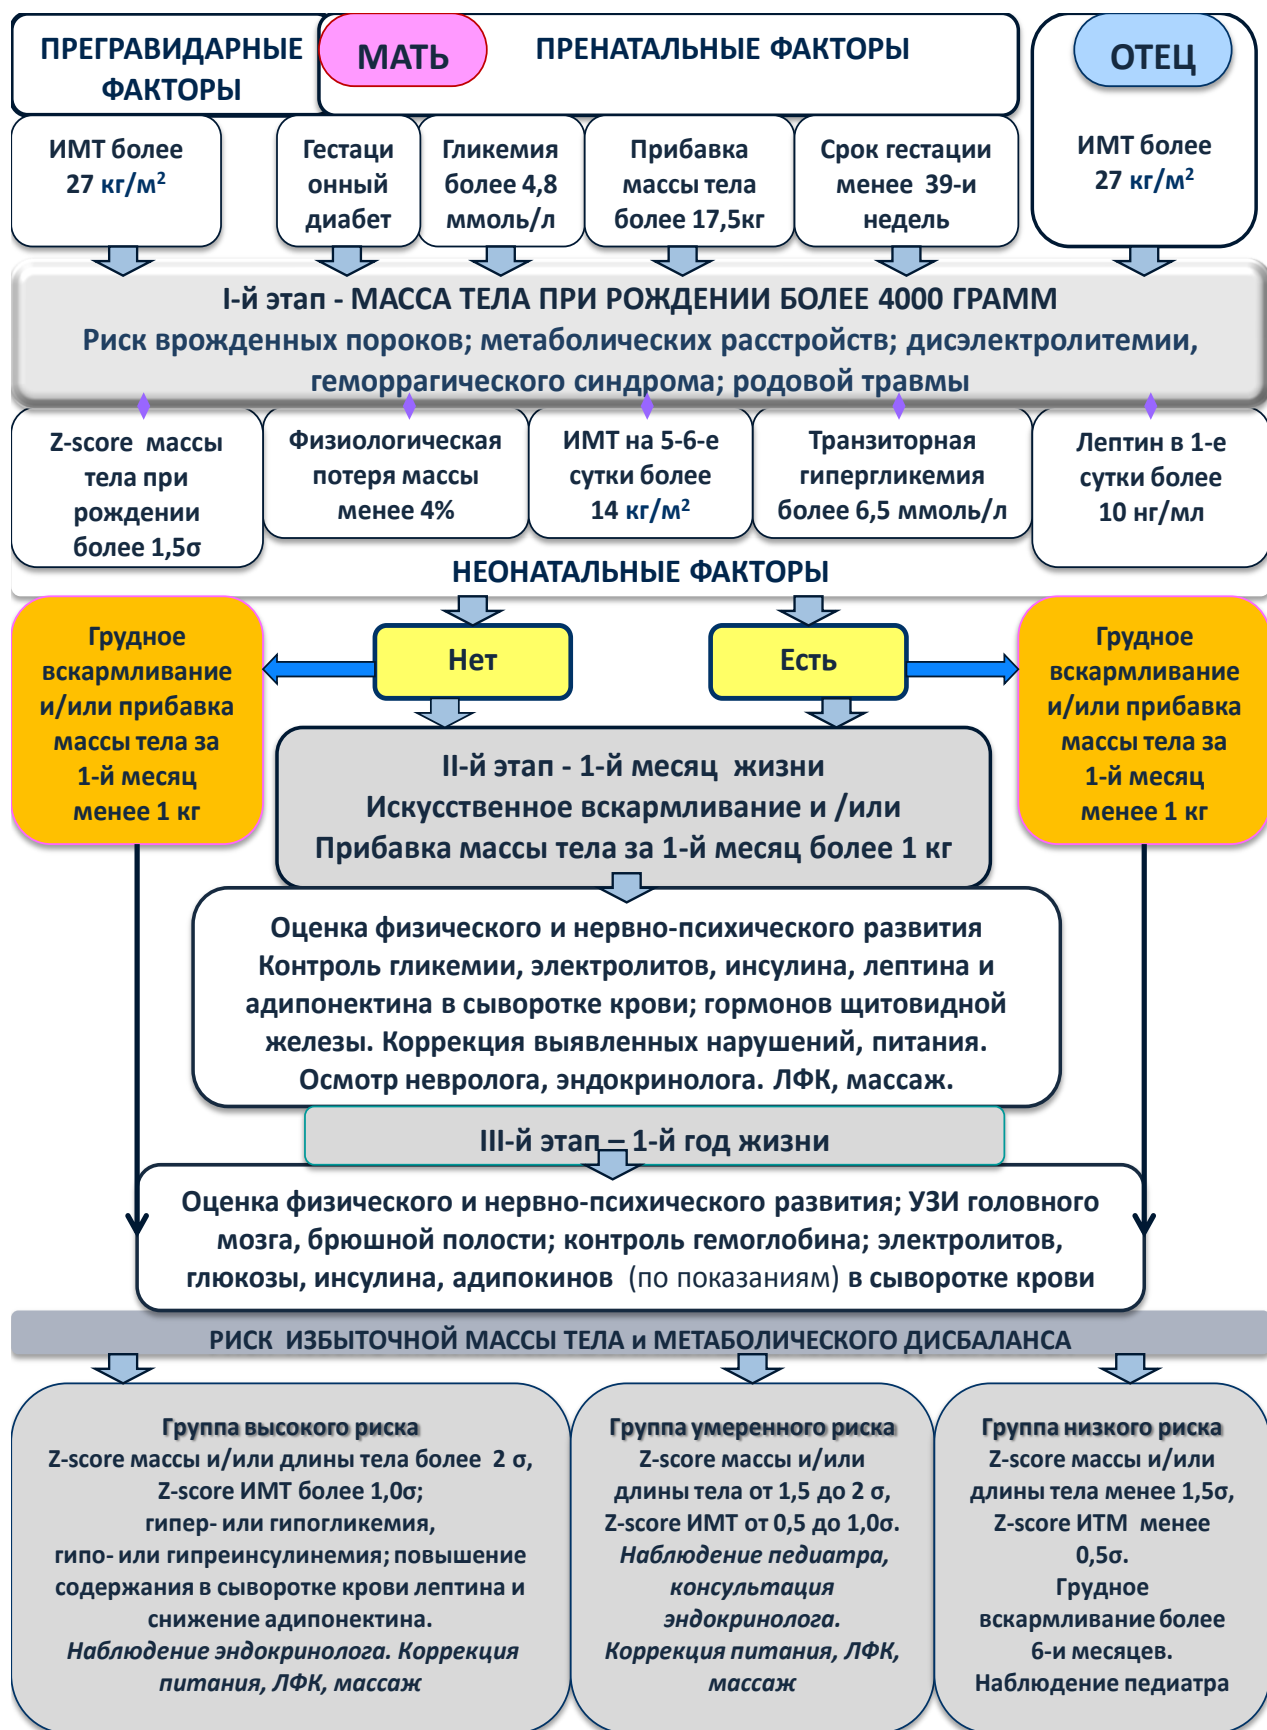 ПРЕГРАВИДАРНЫЕ
ФАКТОРЫ
МАТЬ
ПРЕНАТАЛЬНЫЕ ФАКТОРЫ
ОТЕЦ
ИМТ более
27 кг/м²
Гестаци
онный
диабет
Гликемия
более 4,8
ммоль/л
Прибавка
массы тела
более 17,5кг
Срок гестации
менее 39-и
недель
ИМТ более
27 кг/м²
I-й этап - МАССА ТЕЛА ПРИ РОЖДЕНИИ БОЛЕЕ 4000 ГРАММ
Риск врожденных пороков; метаболических расстройств; дисэлектролитемии,
геморрагического синдрома; родовой травмы
Z-score массы
тела при
рождении
более 1,5σ
Физиологическая
потеря массы
менее 4%
ИМТ на 5-6-е
сутки более
14 кг/м²
Транзиторная
гипергликемия
более 6,5 ммоль/л
Лептин в 1-е
сутки более
10 нг/мл
НЕОНАТАЛЬНЫЕ ФАКТОРЫ
Грудное
вскармливание
и/или прибавка
массы тела за
1-й месяц
менее 1 кг
Нет
Есть
Грудное
вскармливание
и/или прибавка
массы тела за
1-й месяц
менее 1 кг
II-й этап - 1-й месяц жизни
Искусственное вскармливание и /или
Прибавка массы тела за 1-й месяц более 1 кг
Оценка физического и нервно-психического развития
Контроль гликемии, электролитов, инсулина, лептина и
адипонектина в сыворотке крови; гормонов щитовидной
железы. Коррекция выявленных нарушений, питания.
Осмотр невролога, эндокринолога. ЛФК, массаж.
III-й этап – 1-й год жизни
Оценка физического и нервно-психического развития; УЗИ головного
мозга, брюшной полости; контроль гемоглобина; электролитов,
глюкозы, инсулина, адипокинов (по показаниям) в сыворотке крови
РИСК ИЗБЫТОЧНОЙ МАССЫ ТЕЛА и МЕТАБОЛИЧЕСКОГО ДИСБАЛАНСА
Группа высокого риска
Z-score массы и/или длины тела более 2 σ,
Z-score ИМТ более 1,0σ;
гипер- или гипогликемия,
гипо- или гипреинсулинемия; повышение
содержания в сыворотке крови лептина и
снижение адипонектина.
Наблюдение эндокринолога. Коррекция
питания, ЛФК, массаж
Группа умеренного риска
Z-score массы и/или
длины тела от 1,5 до 2 σ,
Z-score ИМТ от 0,5 до 1,0σ.
Наблюдение педиатра,
консультация
эндокринолога.
Коррекция питания, ЛФК,
массаж
Группа низкого риска
Z-score массы и/или
длины тела менее 1,5σ,
Z-score ИТМ менее
0,5σ.
Грудное
вскармливание более
6-и месяцев.
Наблюдение педиатра